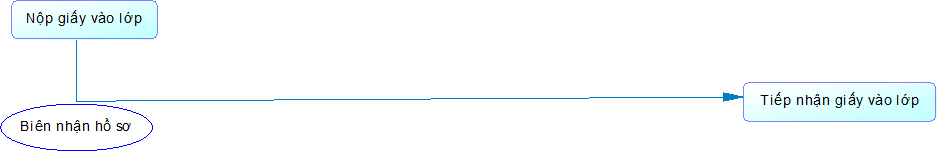 Nộp giấy vào lớp
Tiếp nhận giấy vào lớp
Biên nhận hồ sơ